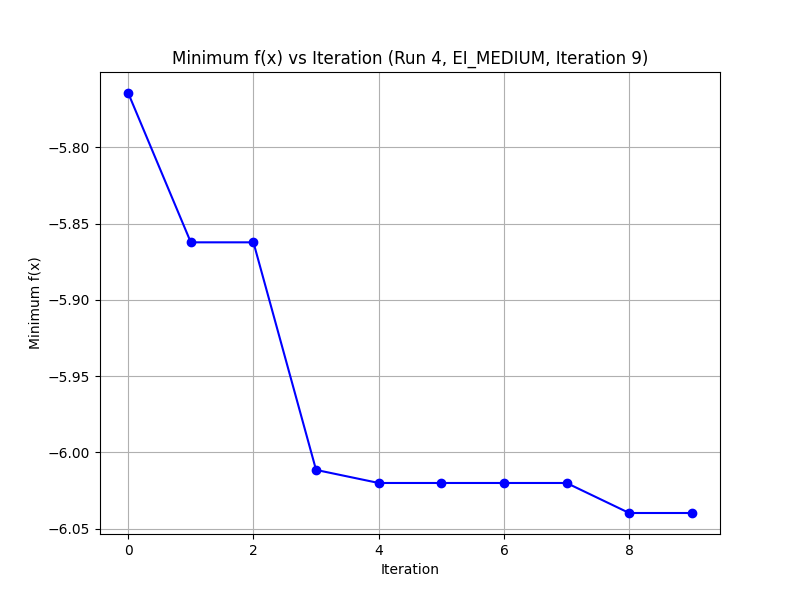 Minimum f(x) vs Iteration (Run 4, EI_MEDIUM, Iteration 9)
Minimum f(x)
−5.80
−5.85
−5.90
−5.95
−6.00
−6.05
0 2 4 6 8
Iteration